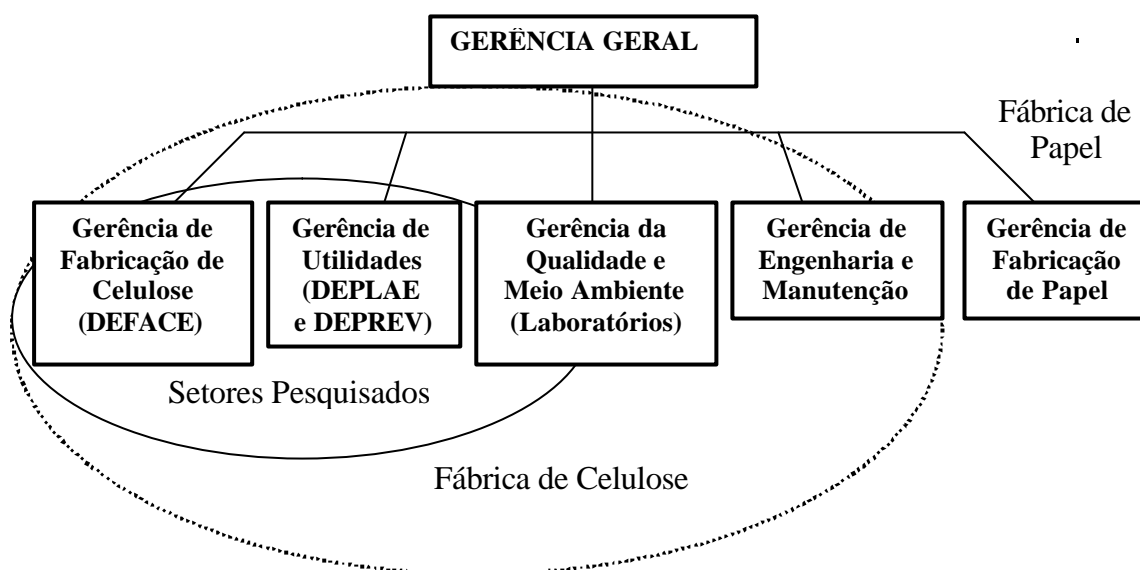 GERÊNCIA GERAL
Fábrica de
Papel
Gerência de
Fabricação de
Celulose
(DEFACE)
Gerência de
Utilidades
(DEPLAE
e DEPREV)
Gerência da
Qualidade e
Meio Ambiente
(Laboratórios)
Gerência de
Engenharia e
Manutenção
Gerência de
Fabricação
de Papel
Setores Pesquisados
Fábrica de Celulose